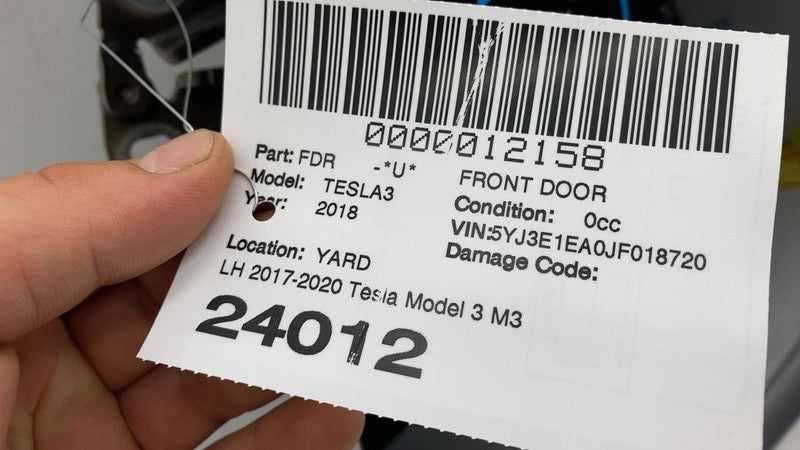 0000012158
Part: FDR -*U* FRONT DOOR
Model: TESLA3 Condition: 0cc
Year: 2018 VIN:5YJ3E1EA0JF018720
Location: YARD Damage Code:
LH 2017-2020 Tesla Model 3 M3
24012